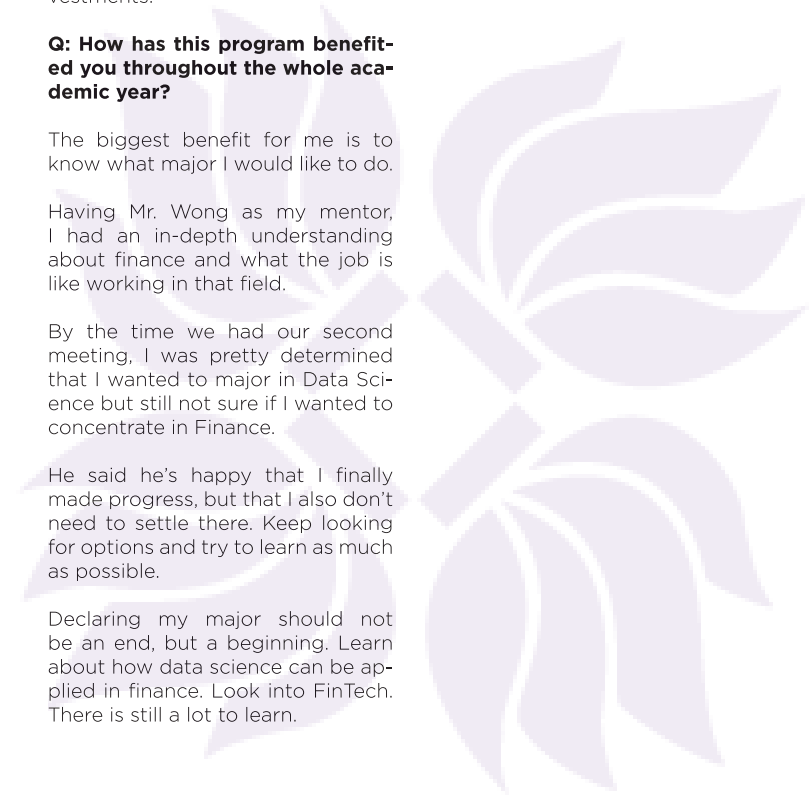 vestments.
Q: How has this program benefit-
ed you throughout the whole aca-
demic year?
The biggest benefit for me is to
know what major I would like to do.
Having Mr. Wong as my mentor,
I had an in-depth understanding
about finance and what the job is
like working in that field.
By the time we had our second
meeting, I was pretty determined
that I wanted to major in Data Sci-
ence but still not sure if I wanted to
concentrate in Finance.
He said he’s happy that I finally
made progress, but that I also don’t
need to settle there. Keep looking
for options and try to learn as much
as possible.
Declaring my major should not
be an end, but a beginning. Learn
about how data science can be ap-
plied in finance. Look into FinTech.
There is still a lot to learn.